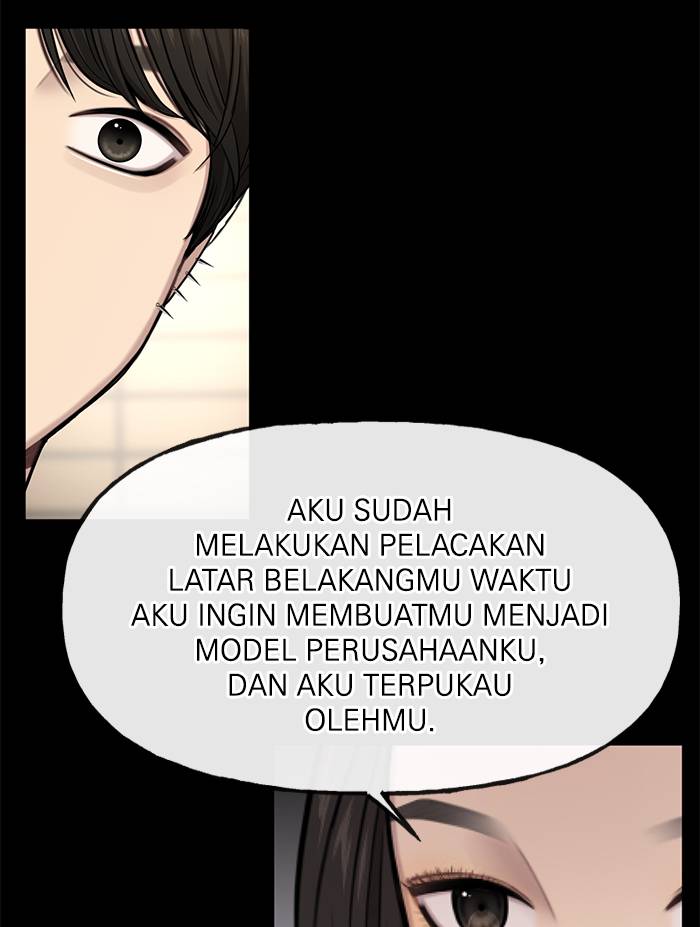 AKU SUDAH
MELAKUKAN PELACAKAN
LATAR BELAKANGMU WAKTU
AKU INGIN MEMBUATMU MENJADI
MODEL PERUSAHAANKU,
DAN AKU TERPUKAU
OLEHMU.